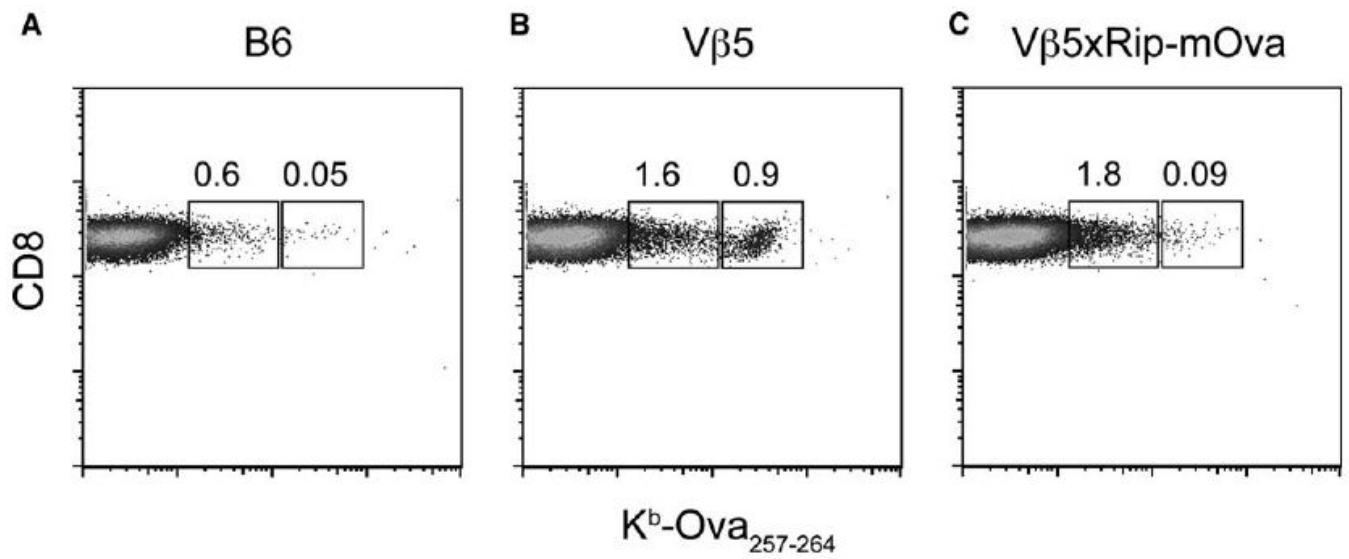 A
B6
B
Vβ5
C
Vβ5xRip-mOva
0.6 0.05
1.6 0.9
1.8 0.09
CD8
Kᵇ-Ova₂₅₇₋₂₆₄